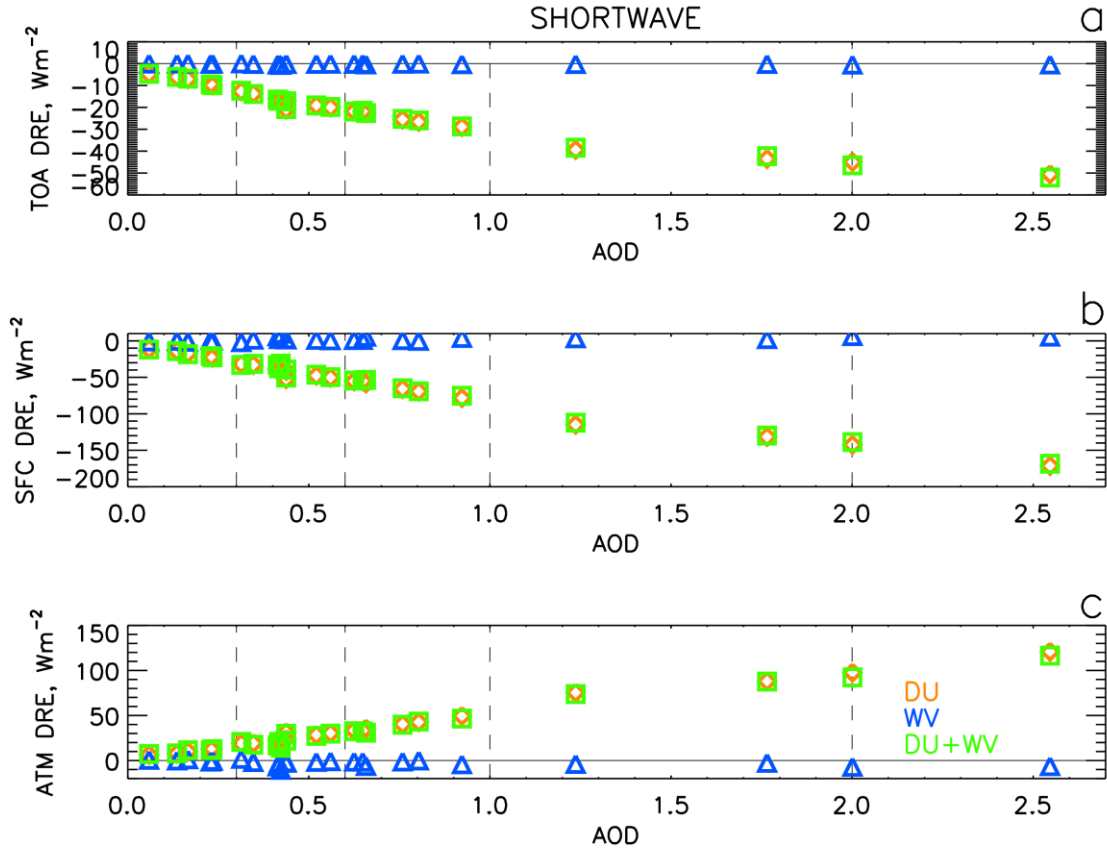 SHORTWAVE
a
TOA DRE, Wm−2
10
0
−10
−20
−30
−40
−50
−60
0.0 0.5 1.0 1.5 2.0 2.5
AOD
b
SFC DRE, Wm−2
0
−50
−100
−150
−200
0.0 0.5 1.0 1.5 2.0 2.5
AOD
c
ATM DRE, Wm−2
150
100
50
0
DU
WV
DU+WV
0.0 0.5 1.0 1.5 2.0 2.5
AOD